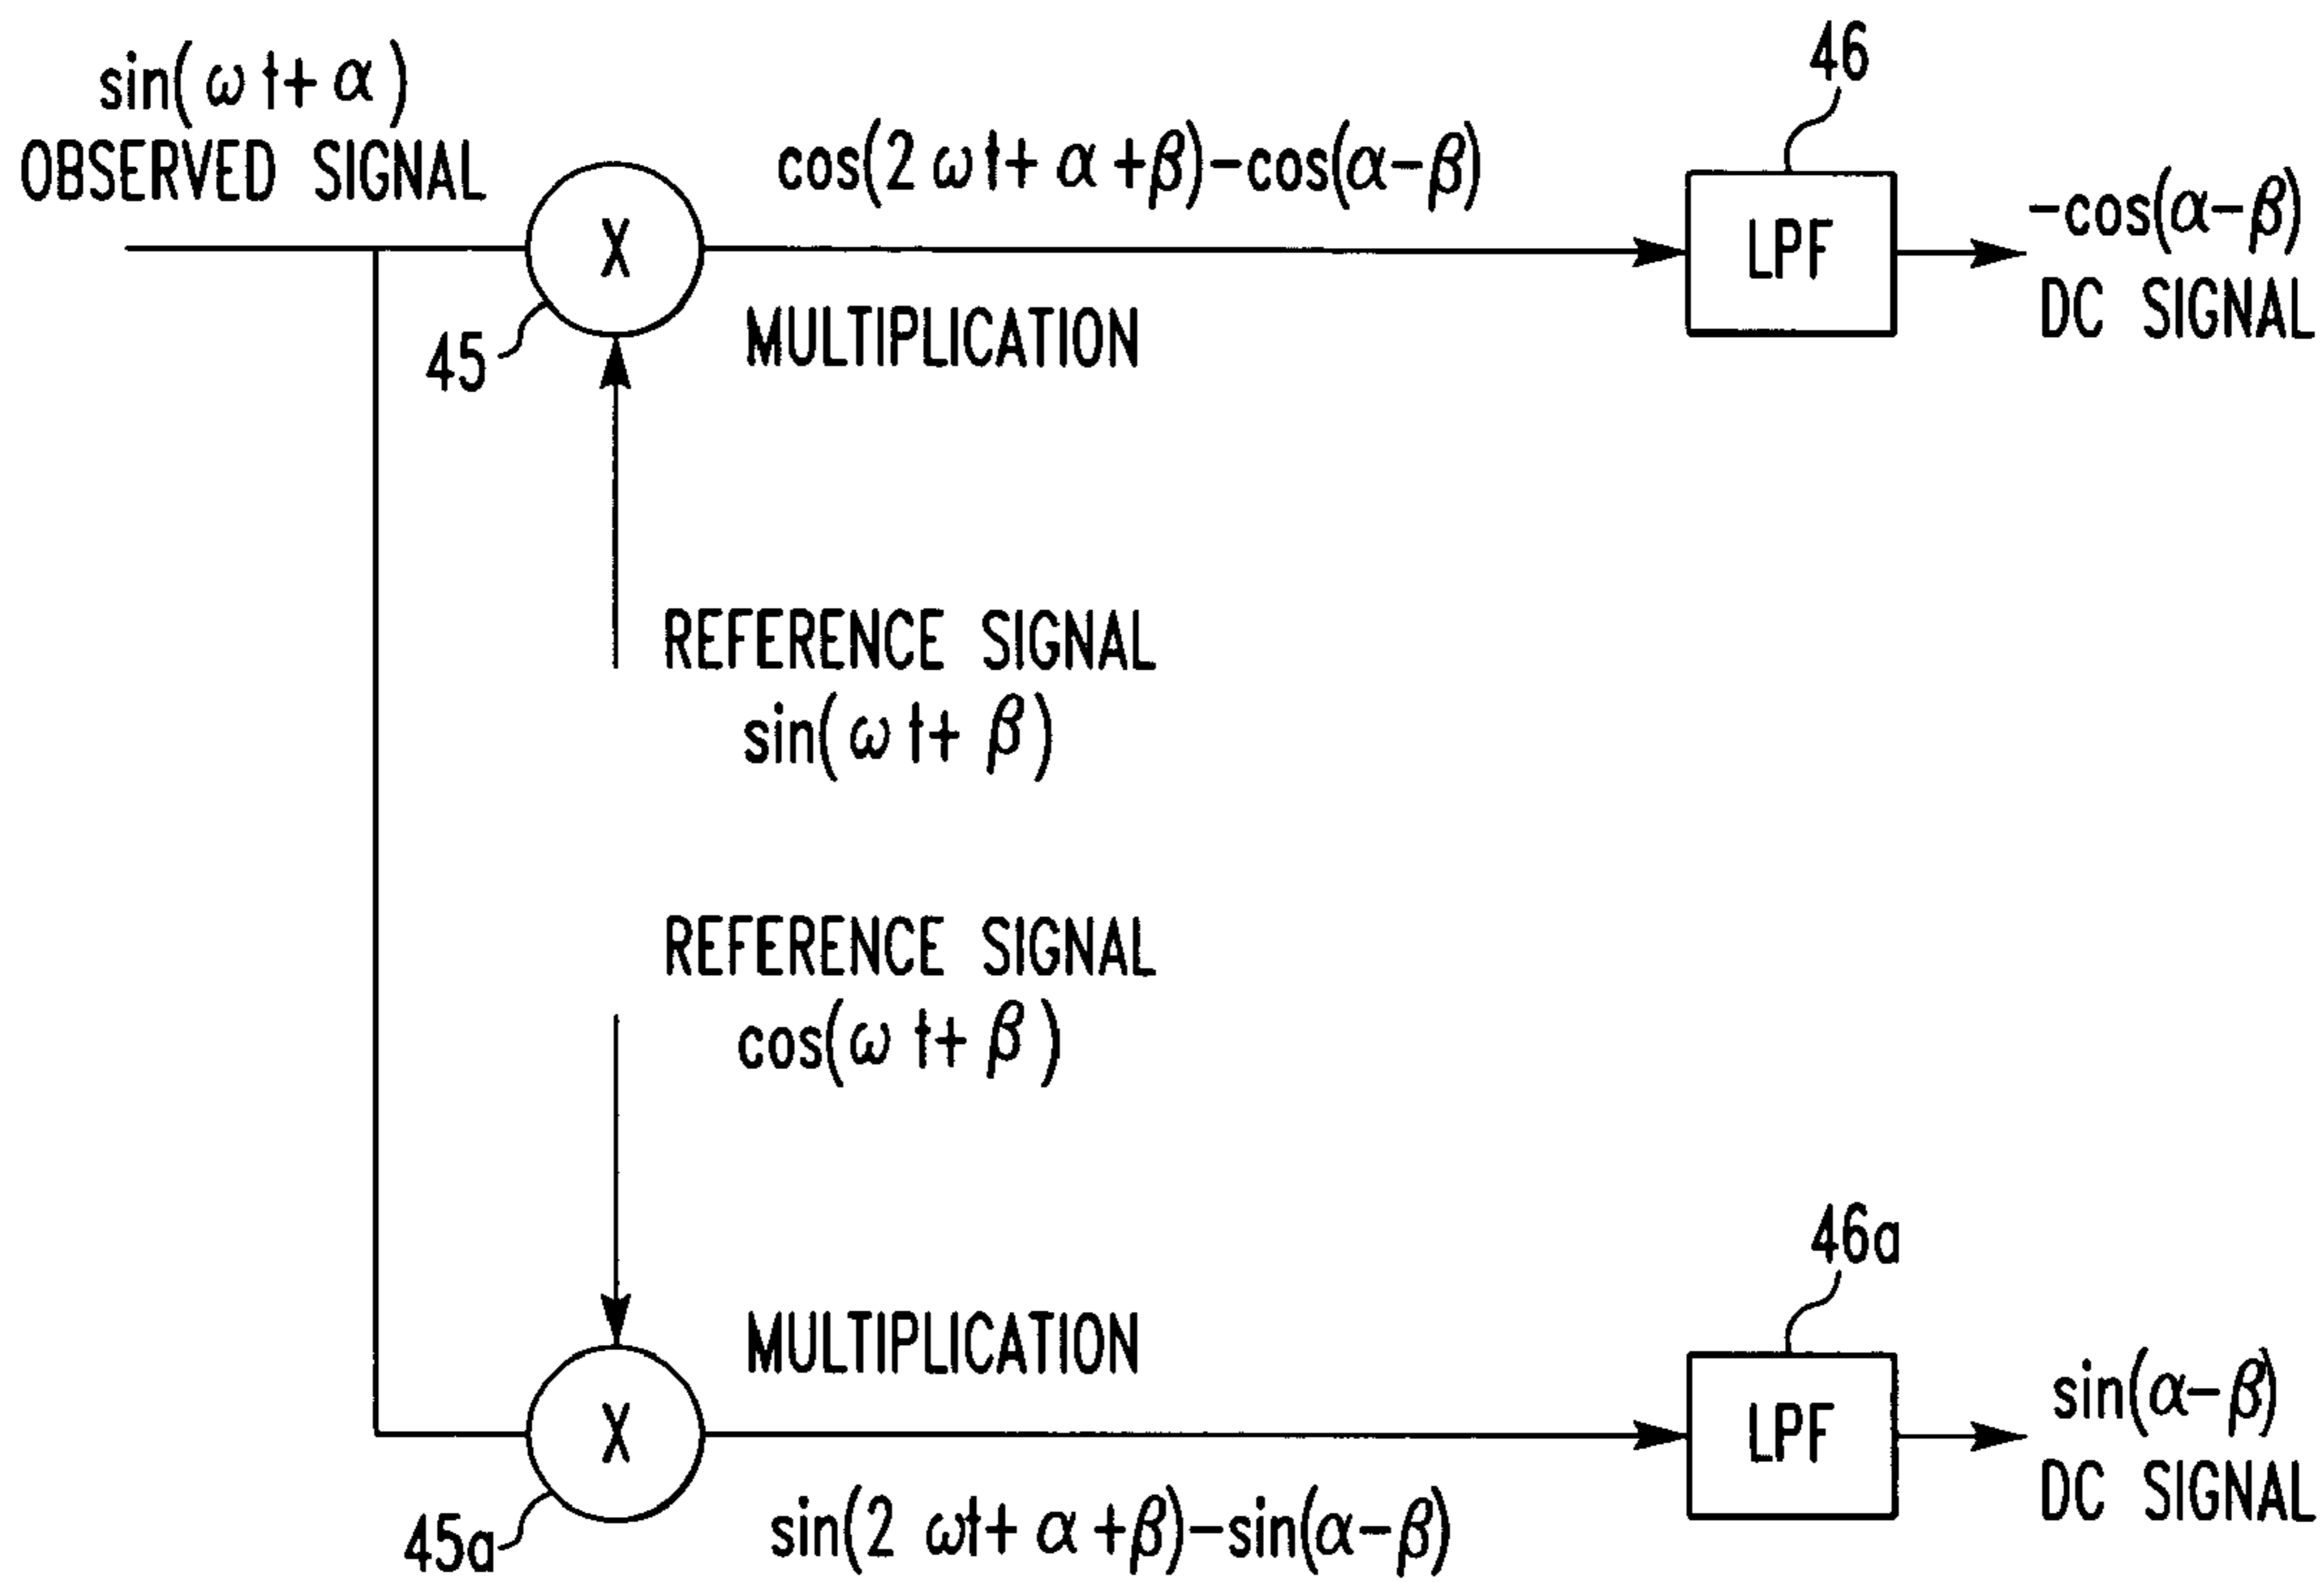 sin(ω t+ α)
OBSERVED SIGNAL
X
45
cos(2 ω t+ α +β)-cos(α-β)
MULTIPLICATION
46
LPF
-cos(α-β)
DC SIGNAL
REFERENCE SIGNAL
sin(ω t+ β)
REFERENCE SIGNAL
cos(ω t+ β)
MULTIPLICATION
X
45a
sin(2 ωt+ α +β)-sin(α-β)
46a
LPF
sin(α-β)
DC SIGNAL